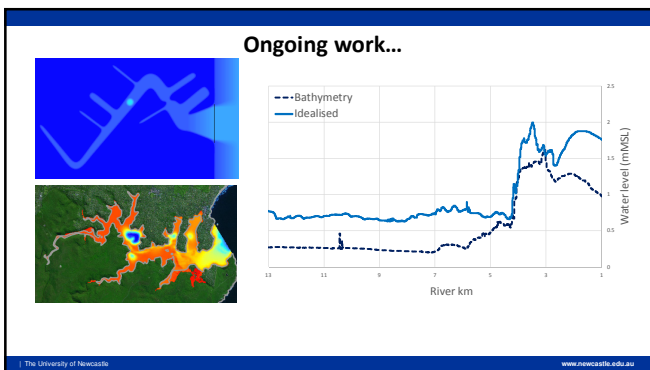 Ongoing work…
Bathymetry
Idealised
2.5
2
1.5
1
0.5
0
Water level (mMSL)
13 11 9 7 5 3 1
River km
| The University of Newcastle www.newcastle.edu.au